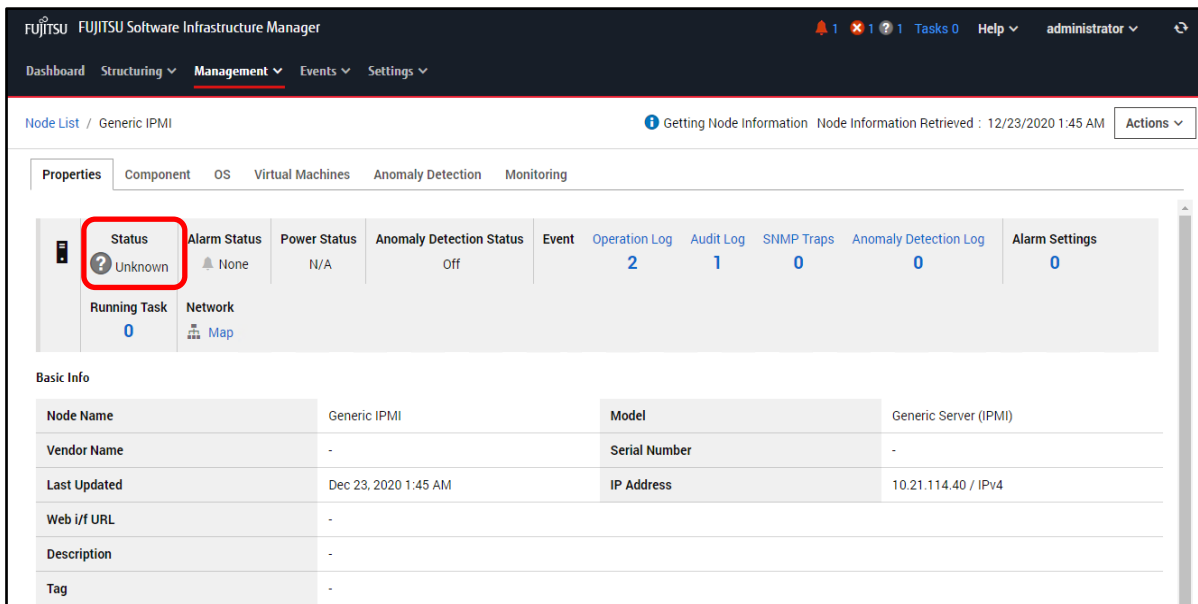 FUJITSU FUJITSU Software Infrastructure Manager 1 1 1 Tasks 0 Help administrator
Dashboard Structuring Management Events Settings
Node List / Generic IPMI Getting Node Information Node Information Retrieved : 12/23/2020 1:45 AM Actions
Properties Component OS Virtual Machines Anomaly Detection Monitoring
Status Alarm Status Power Status Anomaly Detection Status Event Operation Log Audit Log SNMP Traps Anomaly Detection Log Alarm Settings
Unknown None N/A Off 2 1 0 0 0
Running Task Network
0 Map
Basic Info
Node Name Generic IPMI Model Generic Server (IPMI)
Vendor Name - Serial Number -
Last Updated Dec 23, 2020 1:45 AM IP Address 10.21.114.40 / IPv4
Web i/f URL -
Description -
Tag -